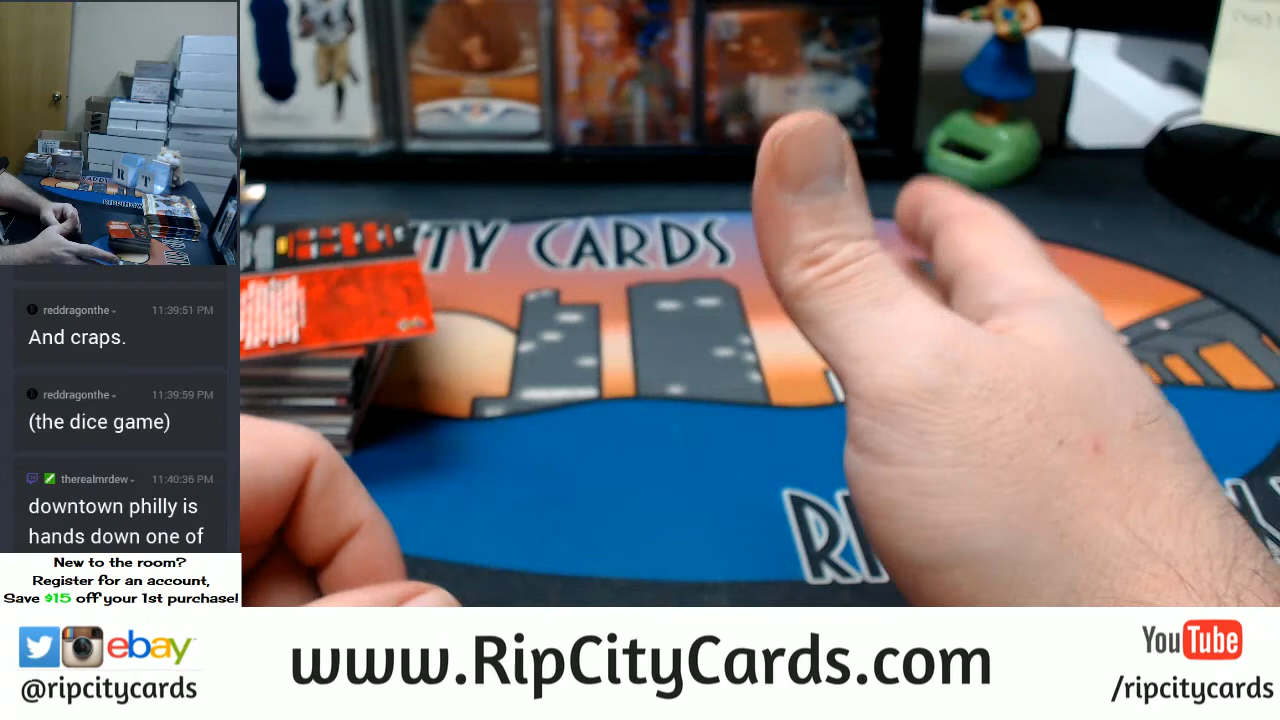 reddragonthe
11:39:51 PM
And craps.
reddragonthe
11:39:59 PM
(the dice game)
therealmrdew
11:40:36 PM
downtown philly is
hands down one of
New to the room?
Register for an account,
Save $15 off your 1st purchase!
TY CARDS
RI
ebay
@ripcitycards
www.RipCityCards.com
YouTube
/ripcitycards